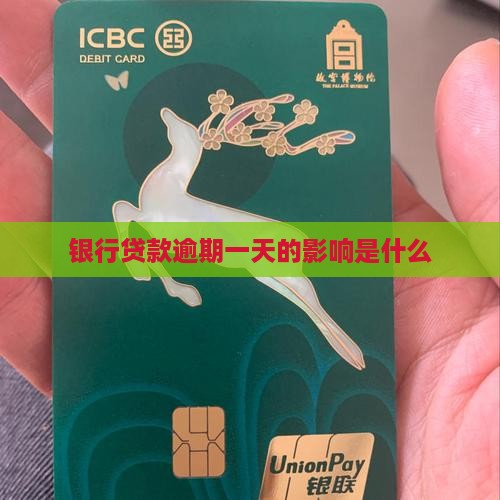 ICBC
DEBIT CARD
故宫博物院
THE PALACE MUSEUM
银行贷款逾期一天的影响是什么
UnionPay
银联